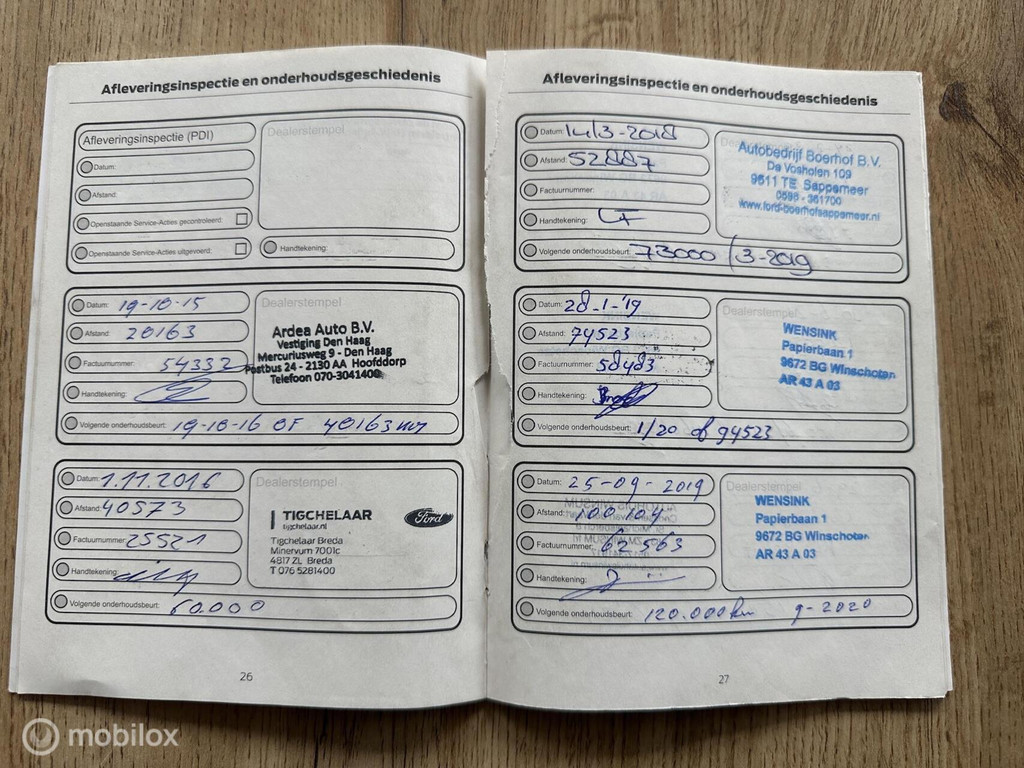 Afleveringsinspectie en onderhoudsgeschiedenis
Afleveringsinspectie (PDI)
Dealerstempel
Datum:
Afstand:
Openstaande Service-Acties gecontroleerd:
Openstaande Service-Acties uitgevoerd:
Handtekening:
Datum: 19-10-15
Dealerstempel
Afstand: 20163
Factuurnummer: 54332
Handtekening:
Ardea Auto B.V.
Vestiging Den Haag
Mercuriusweg 9 - Den Haag
Postbus 24 - 2130 AA Hoofddorp
Telefoon 070-3041400
Volgende onderhoudsbeurt: 19-10-16 OF 40163 km
Datum: 1.11.2016
Dealerstempel
Afstand: 40573
Factuurnummer: 25521
Handtekening:
TIGCHELAAR
tigchelaar.nl
Ford
Tigchelaar Breda
Minervum 7001c
4817 ZL Breda
T 076 5281400
Volgende onderhoudsbeurt: 60.000
26
Afleveringsinspectie en onderhoudsgeschiedenis
Datum: 14/3-2018
Afstand: 52887
Factuurnummer:
Handtekening:
Autobedrijf Boerhof B.V.
De Vosholen 109
9611 TE Sappemeer
0598 - 361700
www.ford-boerhofsappemeer.nl
Volgende onderhoudsbeurt: 73000 / 3-2019
Datum: 28-1-'19
Dealerstempel
Afstand: 74523
Factuurnummer: 58483
Handtekening:
WENSINK
Papierbaan 1
9672 BG Winschoten
AR 43 A 03
Volgende onderhoudsbeurt: 1/20 of 94523
Datum: 25-09-2019
Dealerstempel
Afstand: 100 104
Factuurnummer: 62563
Handtekening:
WENSINK
Papierbaan 1
9672 BG Winschoten
AR 43 A 03
Volgende onderhoudsbeurt: 120.000 km 9-2020
27
mobilox